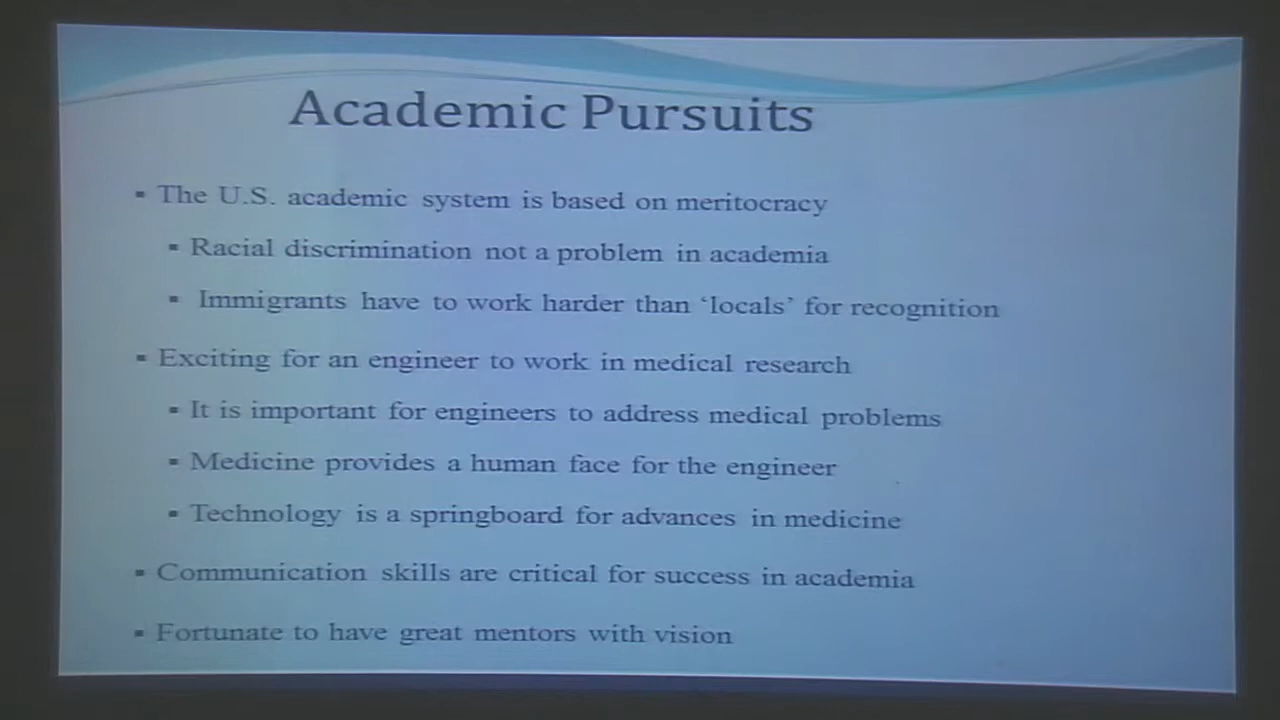 Academic Pursuits
▪ The U.S. academic system is based on meritocracy
▪ Racial discrimination not a problem in academia
▪ Immigrants have to work harder than ‘locals’ for recognition
▪ Exciting for an engineer to work in medical research
▪ It is important for engineers to address medical problems
▪ Medicine provides a human face for the engineer
▪ Technology is a springboard for advances in medicine
▪ Communication skills are critical for success in academia
▪ Fortunate to have great mentors with vision